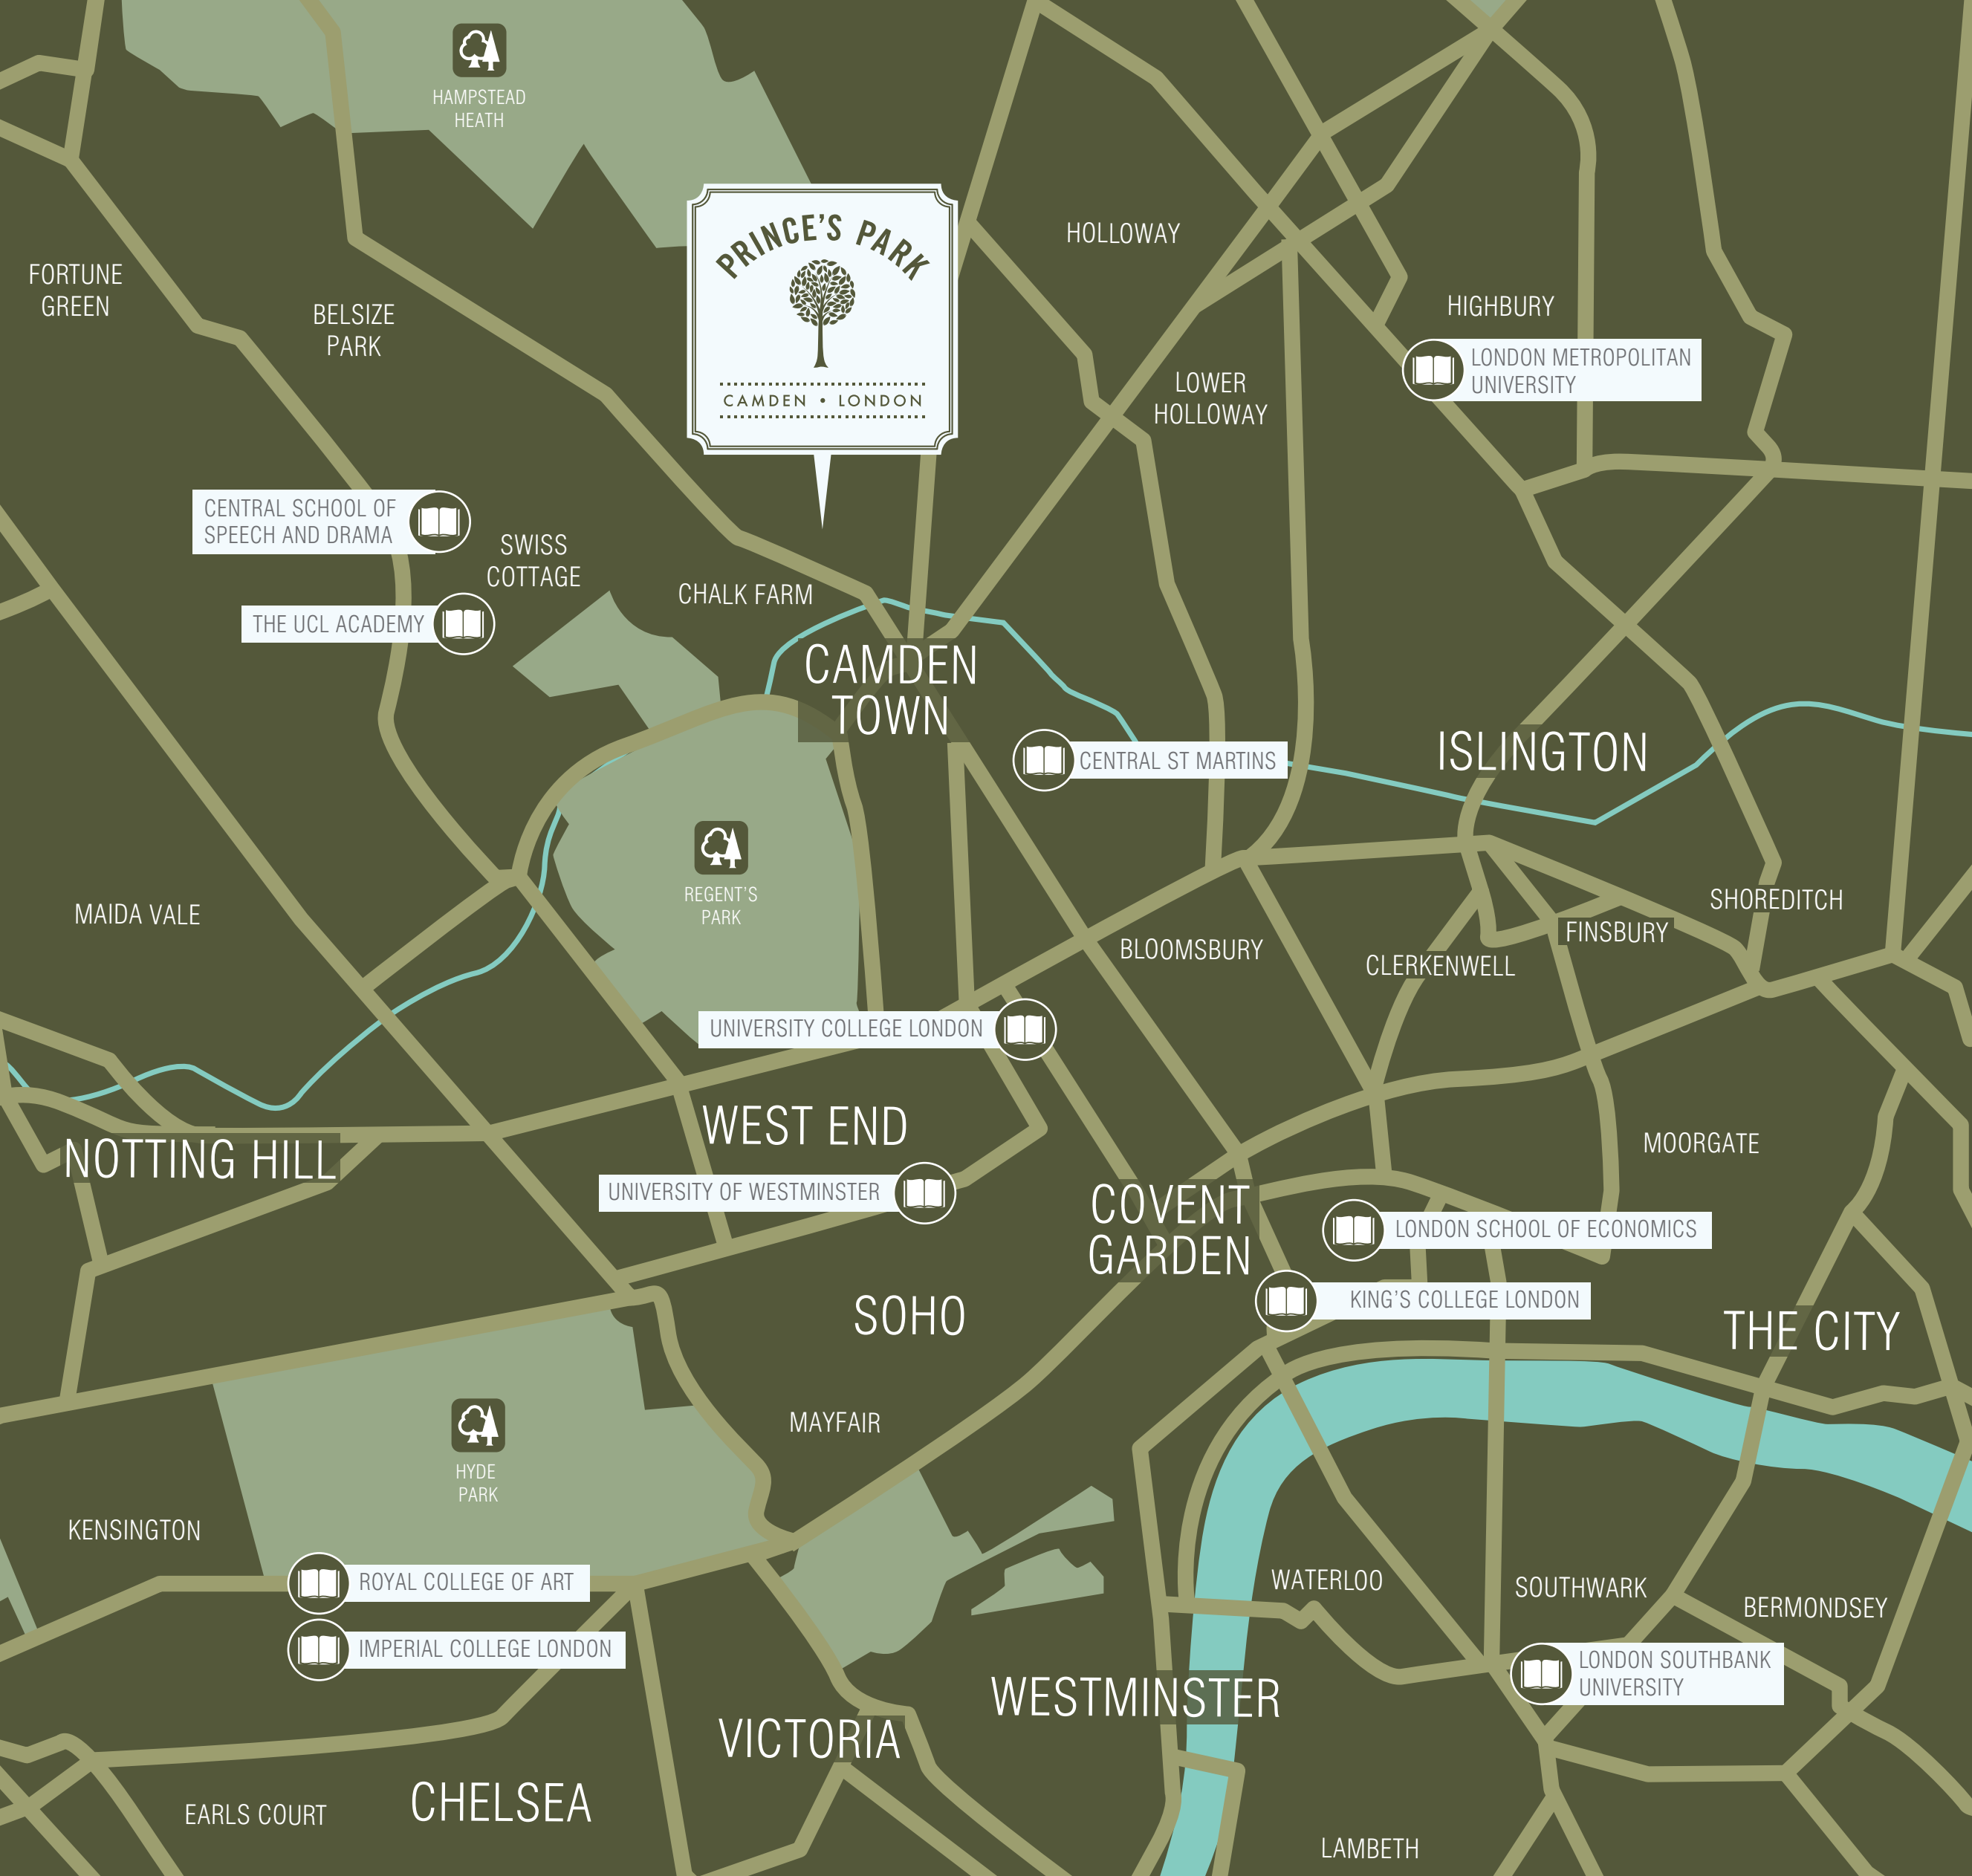 HAMPSTEAD
HEATH
PRINCE'S PARK
CAMDEN • LONDON
HOLLOWAY
FORTUNE
GREEN
BELSIZE
PARK
HIGHBURY
LONDON METROPOLITAN
UNIVERSITY
LOWER
HOLLOWAY
CENTRAL SCHOOL OF
SPEECH AND DRAMA
SWISS
COTTAGE
THE UCL ACADEMY
CHALK FARM
CAMDEN
TOWN
CENTRAL ST MARTINS
ISLINGTON
REGENT'S
PARK
MAIDA VALE
SHOREDITCH
FINSBURY
BLOOMSBURY
CLERKENWELL
UNIVERSITY COLLEGE LONDON
WEST END
MOORGATE
NOTTING HILL
UNIVERSITY OF WESTMINSTER
COVENT
GARDEN
LONDON SCHOOL OF ECONOMICS
KING'S COLLEGE LONDON
SOHO
THE CITY
MAYFAIR
HYDE
PARK
KENSINGTON
ROYAL COLLEGE OF ART
WATERLOO
SOUTHWARK
BERMONDSEY
IMPERIAL COLLEGE LONDON
LONDON SOUTHBANK
UNIVERSITY
WESTMINSTER
VICTORIA
CHELSEA
EARLS COURT
LAMBETH